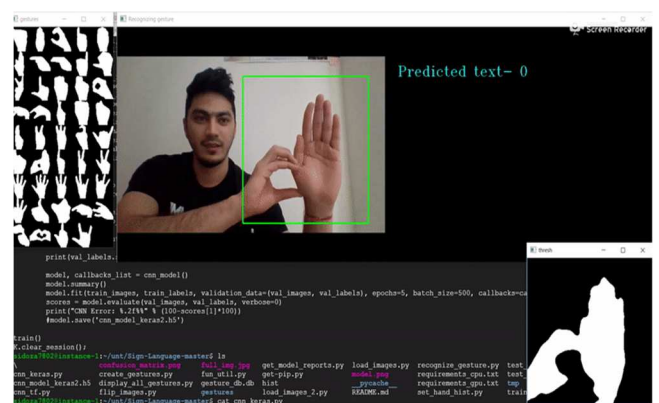 gestures
Recognizing gesture
Screen Recorder
Predicted text- 0
thresh
print(val_labels.
model, callbacks_list = cnn_model()
model.summary()
model.fit(train_images, train_labels, validation_data=(val_images, val_labels), epochs=5, batch_size=500, callbacks=ca
scores = model.evaluate(val_images, val_labels, verbose=0)
print("CNN Error: %.2f%%" % (100-scores[1]*100))
#model.save('cnn_model_keras2.h5')
train()
K.clear_session();
:~/unt/Sign-Language-master$ ls
\ confusion_matrix.png full_img.jpg get_model_reports.py load_images.py recognize_gesture.py test_
cnn_keras.py create_gestures.py fun_util.py get-pip.py model.png requirements_cpu.txt test_
cnn_model_keras2.h5 display_all_gestures.py gesture_db.db hist __pycache__ requirements_gpu.txt tmp
cnn_tf.py flip_images.py gestures load_images_2.py README.md set_hand_hist.py train
:~/unt/Sign-Language-master$ cat cnn_keras.py